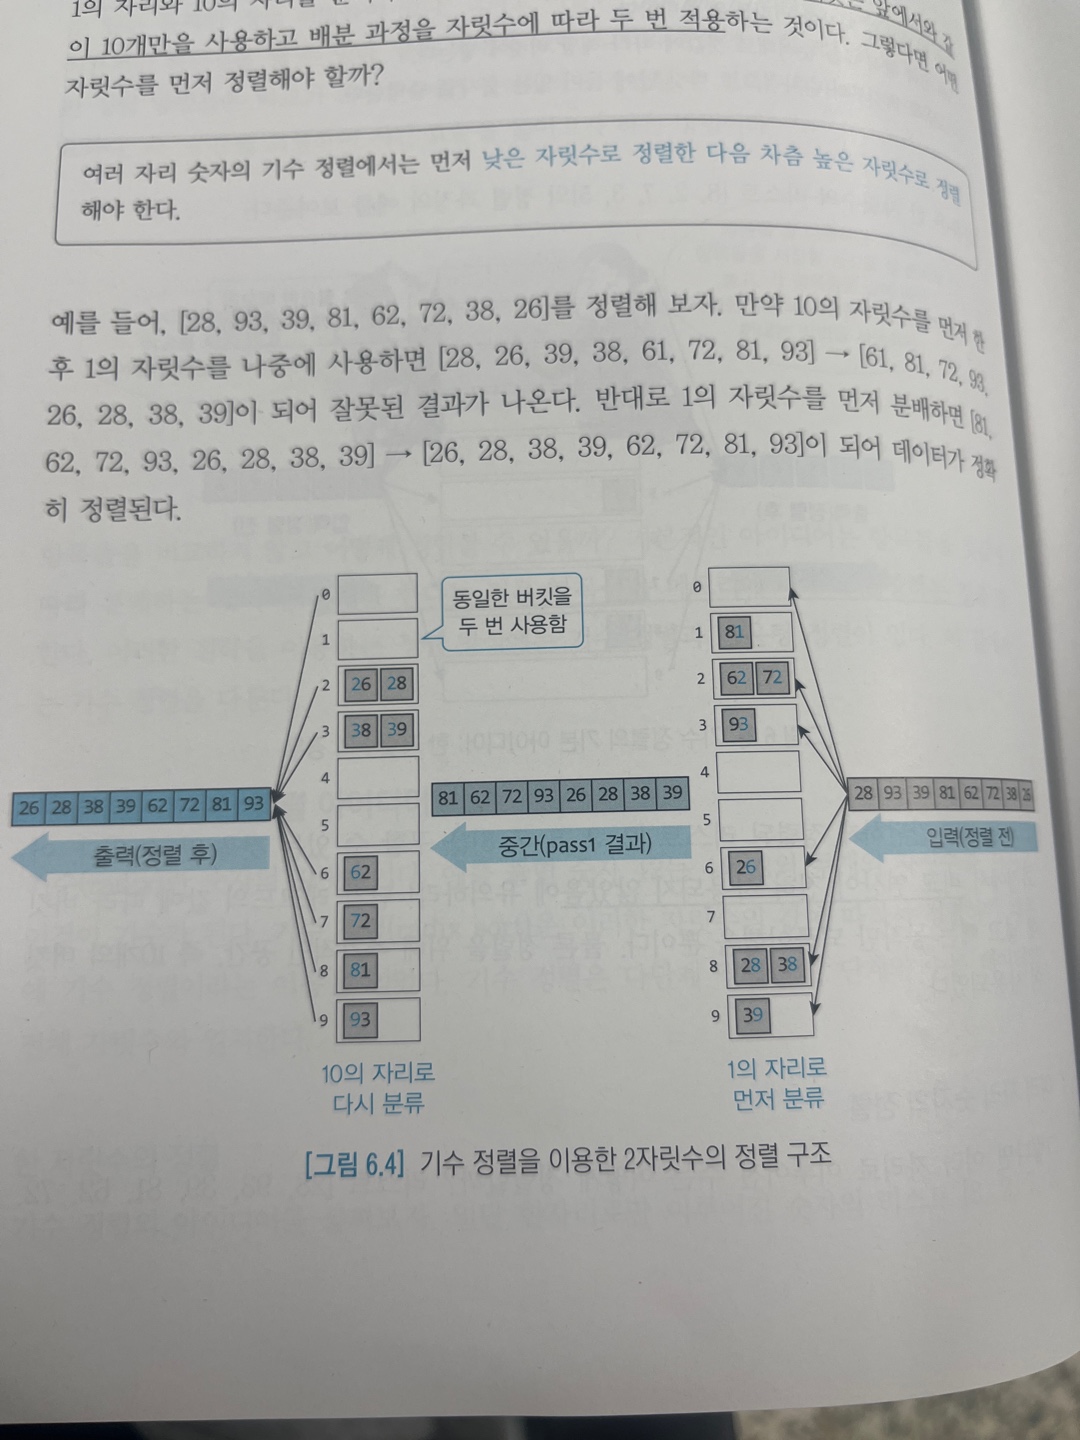 1의 자리와 10의 자리를
앞에서와 같
이 10개만을 사용하고 배분 과정을 자릿수에 따라 두 번 적용하는 것이다. 그렇다면 어떤
자릿수를 먼저 정렬해야 할까?
여러 자리 숫자의 기수 정렬에서는 먼저 낮은 자릿수로 정렬한 다음 차츰 높은 자릿수로 정렬
해야 한다.
예를 들어, [28, 93, 39, 81, 62, 72, 38, 26]를 정렬해 보자. 만약 10의 자릿수를 먼저 한
후 1의 자릿수를 나중에 사용하면 [28, 26, 39, 38, 61, 72, 81, 93] → [61, 81, 72, 93,
26, 28, 38, 39]이 되어 잘못된 결과가 나온다. 반대로 1의 자릿수를 먼저 분배하면 [81,
62, 72, 93, 26, 28, 38, 39] → [26, 28, 38, 39, 62, 72, 81, 93]이 되어 데이터가 정확
히 정렬된다.
0
1
2 26 28
3 38 39
4
5
6 62
7 72
8 81
9 93
10의 자리로
다시 분류
동일한 버킷을
두 번 사용함
26 28 38 39 62 72 81 93
출력(정렬 후)
81 62 72 93 26 28 38 39
중간(pass1 결과)
0
1 81
2 62 72
3 93
4
5
6 26
7
8 28 38
9 39
1의 자리로
먼저 분류
28 93 39 81 62 72 38 26
입력(정렬 전)
[그림 6.4] 기수 정렬을 이용한 2자릿수의 정렬 구조